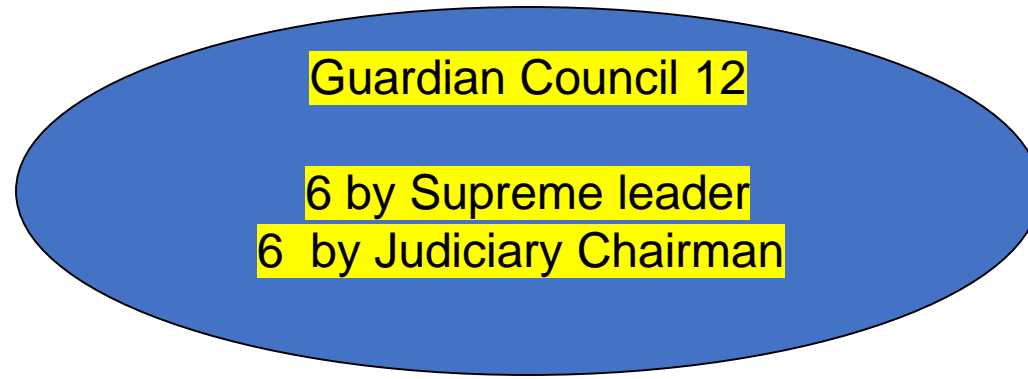 Guardian Council 12
6 by Supreme leader
6  by Judiciary Chairman